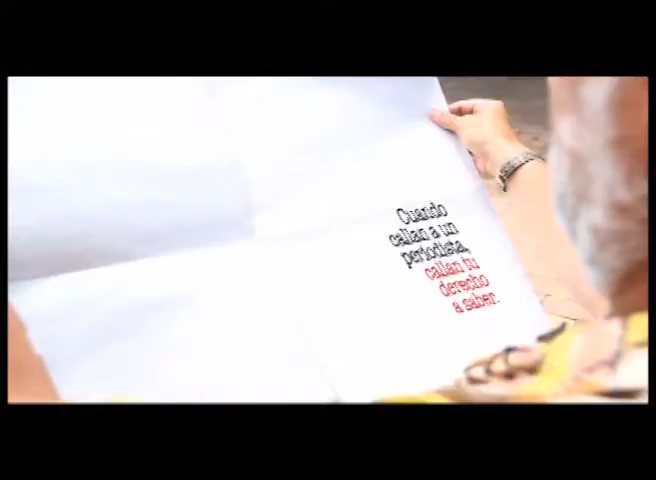 Cuando
callan a un
periodista,
callan tu
derecho
a saber.